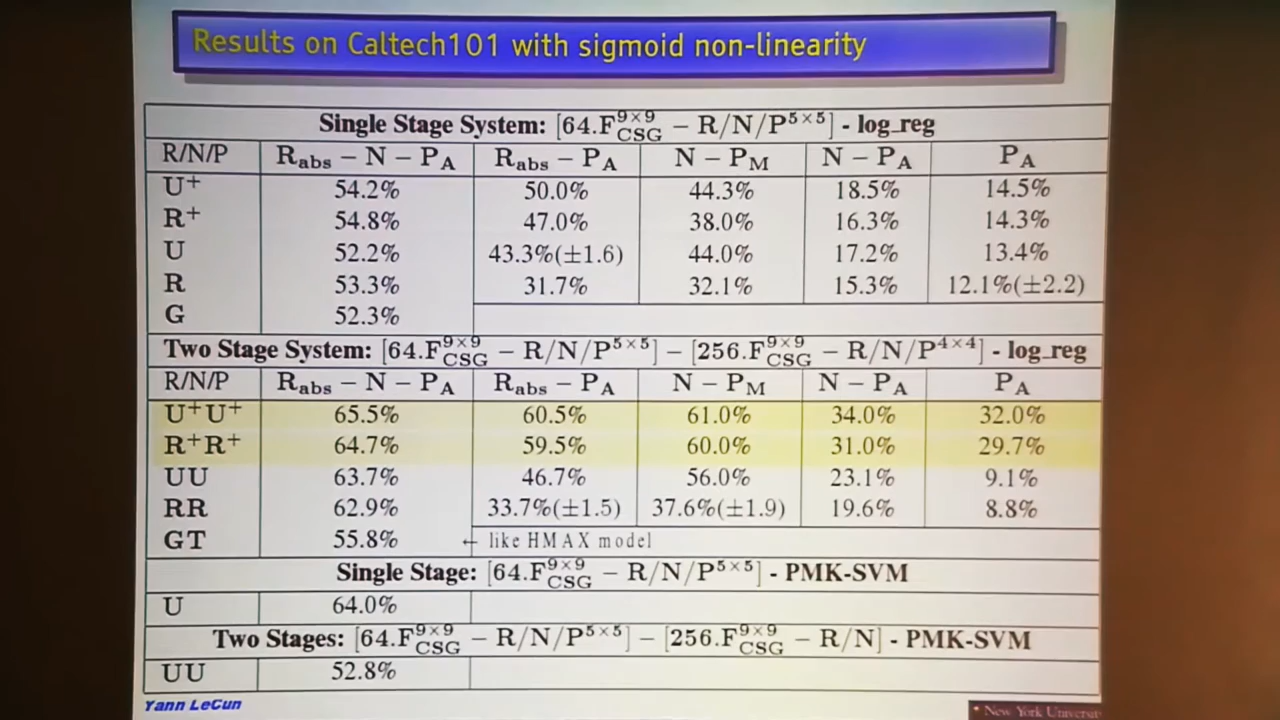 Results on Caltech101 with sigmoid non-linearity
Single Stage System: [64.F_CSG^9×9 − R/N/P^5×5] - log_reg
R/N/P R_abs − N − P_A R_abs − P_A N − P_M N − P_A P_A
U⁺ 54.2% 50.0% 44.3% 18.5% 14.5%
R⁺ 54.8% 47.0% 38.0% 16.3% 14.3%
U 52.2% 43.3%(±1.6) 44.0% 17.2% 13.4%
R 53.3% 31.7% 32.1% 15.3% 12.1%(±2.2)
G 52.3%
Two Stage System: [64.F_CSG^9×9 − R/N/P^5×5] − [256.F_CSG^9×9 − R/N/P^4×4] - log_reg
R/N/P R_abs − N − P_A R_abs − P_A N − P_M N − P_A P_A
U⁺U⁺ 65.5% 60.5% 61.0% 34.0% 32.0%
R⁺R⁺ 64.7% 59.5% 60.0% 31.0% 29.7%
UU 63.7% 46.7% 56.0% 23.1% 9.1%
RR 62.9% 33.7%(±1.5) 37.6%(±1.9) 19.6% 8.8%
GT 55.8% ← like HMAX model
Single Stage: [64.F_CSG^9×9 − R/N/P^5×5] - PMK-SVM
U 64.0%
Two Stages: [64.F_CSG^9×9 − R/N/P^5×5] − [256.F_CSG^9×9 − R/N] - PMK-SVM
UU 52.8%
Yann LeCun
New York